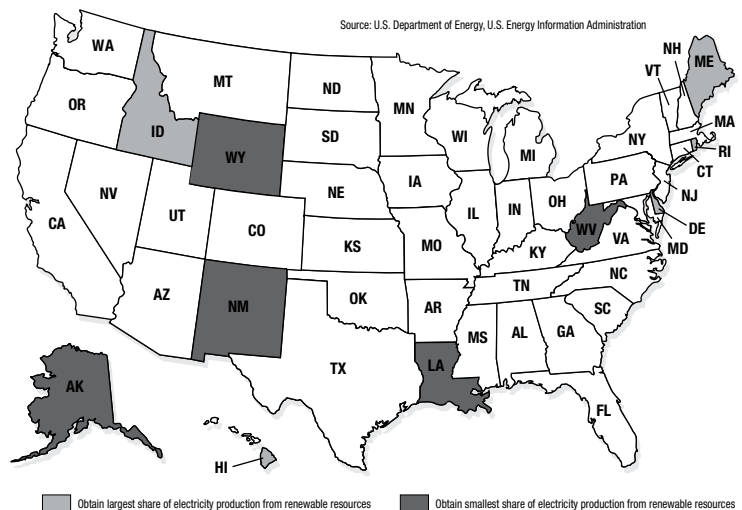 Source: U.S. Department of Energy, U.S. Energy Information Administration
WA
MT
ND
MN
VT
NH
ME
OR
ID
SD
WI
MI
NY
MA
RI
CT
WY
NE
IA
PA
NJ
NV
UT
CO
IL
IN
OH
DE
MD
CA
KS
MO
KY
WV
VA
AZ
NM
OK
AR
TN
NC
SC
MS
AL
GA
TX
LA
FL
AK
HI
Obtain largest share of electricity production from renewable resources
Obtain smallest share of electricity production from renewable resources